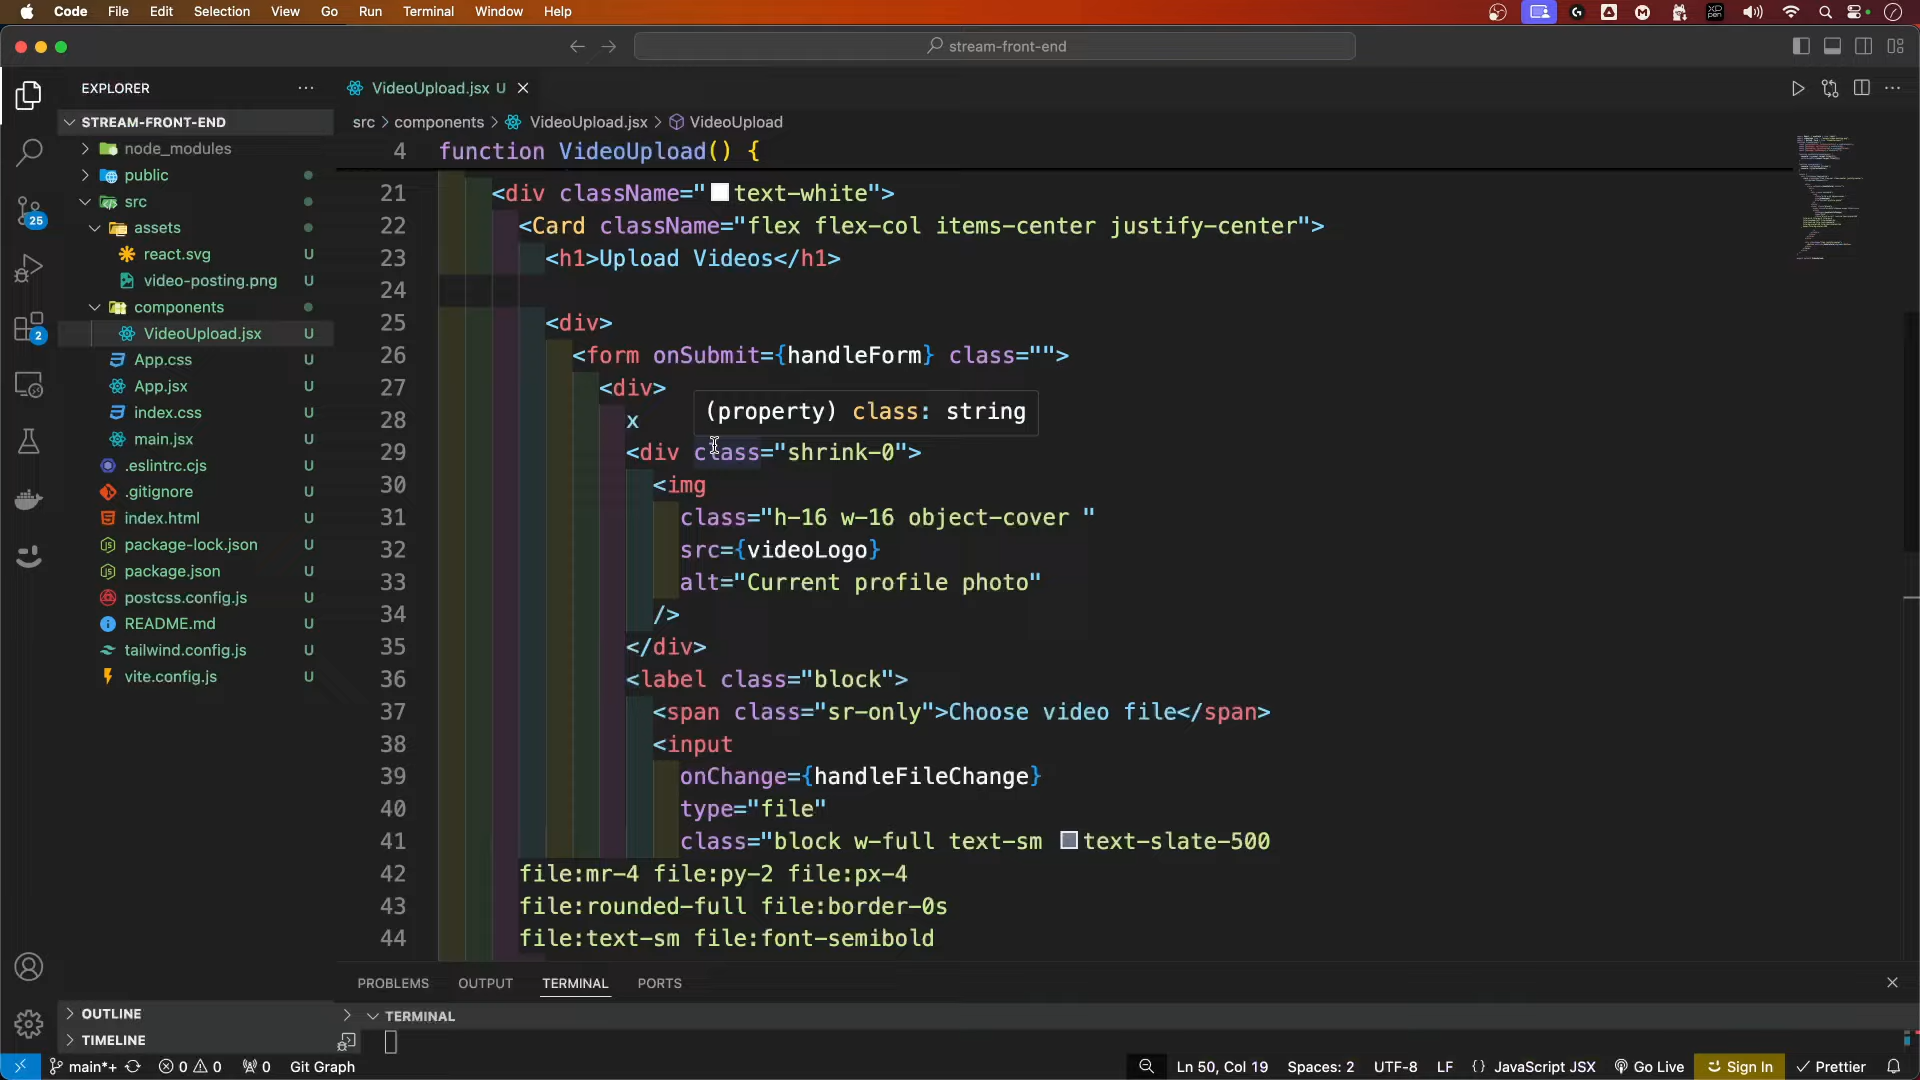 Code File Edit Selection View Go Run Terminal Window Help
stream-front-end
EXPLORER
STREAM-FRONT-END
node_modules
public
src
assets
react.svg U
video-posting.png U
components
VideoUpload.jsx U
App.css U
App.jsx U
index.css U
main.jsx U
.eslintrc.cjs U
.gitignore U
index.html U
package-lock.json U
package.json U
postcss.config.js U
README.md U
tailwind.config.js U
vite.config.js U
OUTLINE
TIMELINE
25
2
VideoUpload.jsx U
src > components > VideoUpload.jsx > VideoUpload
4 function VideoUpload() {
21 <div className="text-white">
22 <Card className="flex flex-col items-center justify-center">
23 <h1>Upload Videos</h1>
24
25 <div>
26 <form onSubmit={handleForm} class="">
27 <div>
(property) class: string
28 x
29 <div class="shrink-0">
30 <img
31 class="h-16 w-16 object-cover "
32 src={videoLogo}
33 alt="Current profile photo"
34 />
35 </div>
36 <label class="block">
37 <span class="sr-only">Choose video file</span>
38 <input
39 onChange={handleFileChange}
40 type="file"
41 class="block w-full text-sm text-slate-500
42 file:mr-4 file:py-2 file:px-4
43 file:rounded-full file:border-0s
44 file:text-sm file:font-semibold
PROBLEMS OUTPUT TERMINAL PORTS
TERMINAL
main*+ 0 0 0 Git Graph Ln 50, Col 19 Spaces: 2 UTF-8 LF {} JavaScript JSX Go Live Sign In Prettier